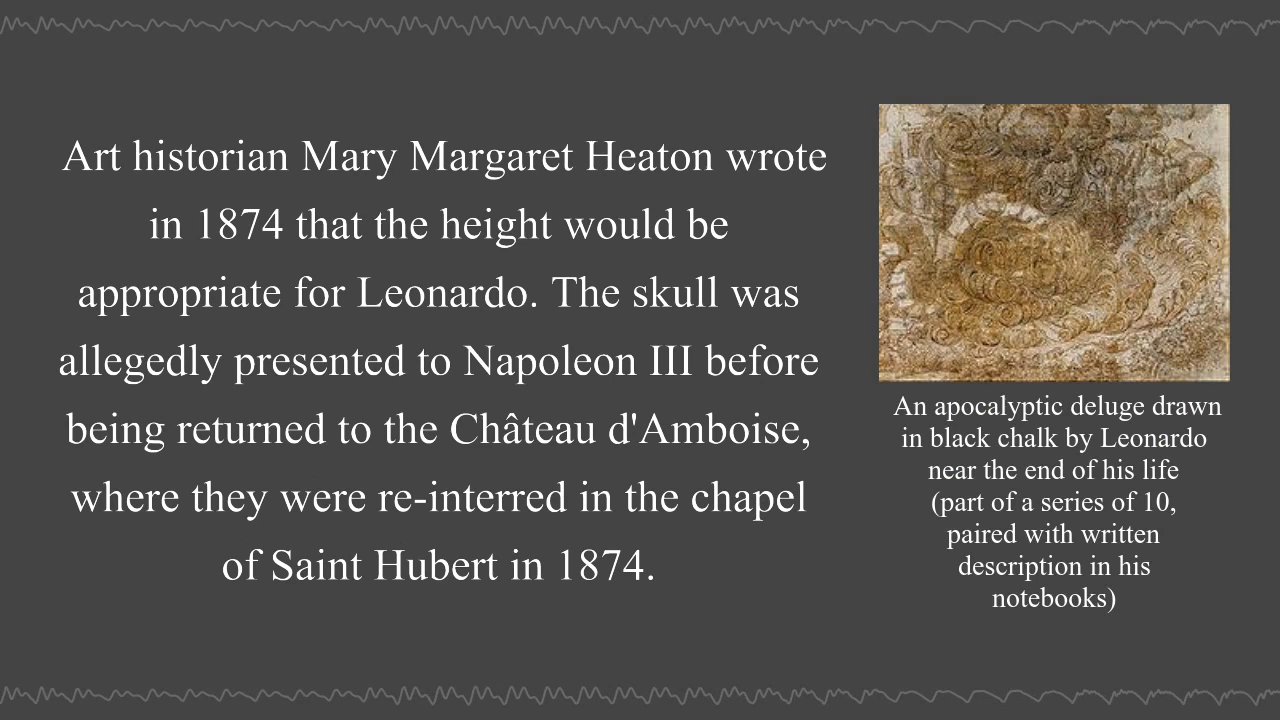 Art historian Mary Margaret Heaton wrote
in 1874 that the height would be
appropriate for Leonardo. The skull was
allegedly presented to Napoleon III before
being returned to the Château d'Amboise,
where they were re-interred in the chapel
of Saint Hubert in 1874.
An apocalyptic deluge drawn
in black chalk by Leonardo
near the end of his life
(part of a series of 10,
paired with written
description in his
notebooks)